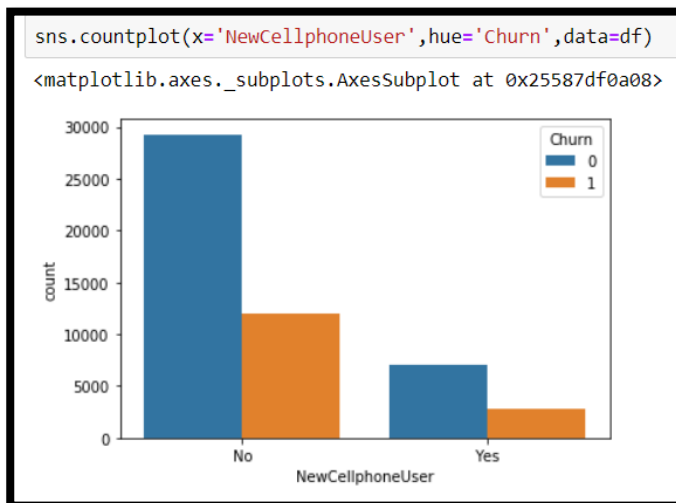 sns.countplot(x='NewCellphoneUser',hue='Churn',data=df)
<matplotlib.axes._subplots.AxesSubplot at 0x25587df0a08>
Churn
0
1
30000
25000
20000
15000
10000
5000
0
count
No
Yes
NewCellphoneUser